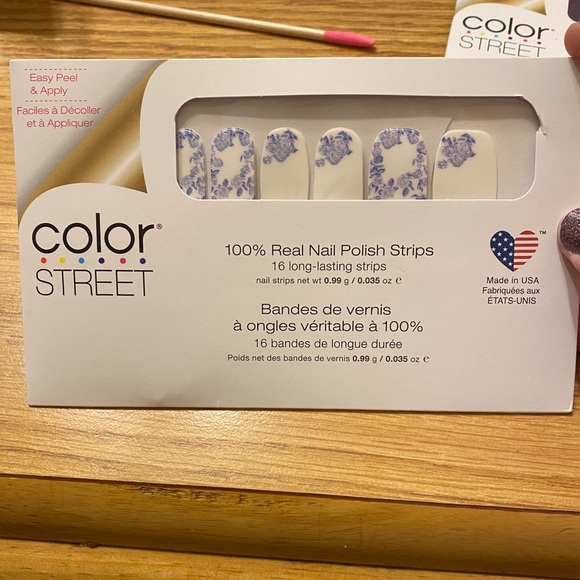 color
STREET
Easy Peel
& Apply
Faciles à Décoller
et à Appliquer
color®
STREET
100% Real Nail Polish Strips
16 long-lasting strips
nail strips net wt 0.99 g / 0.035 oz ℮
Bandes de vernis
à ongles véritable à 100%
16 bandes de longue durée
Poids net des bandes de vernis 0.99 g / 0.035 oz ℮
™
Made in USA
Fabriquées aux
ÉTATS-UNIS